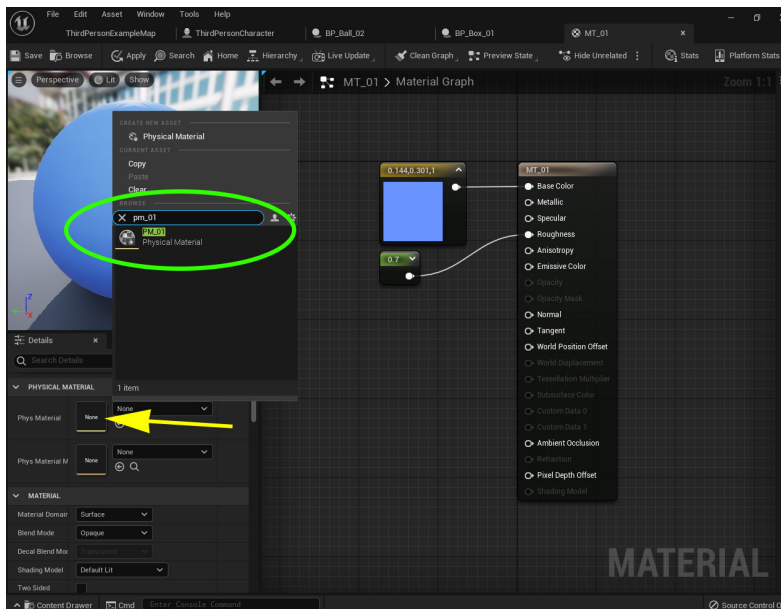 File Edit Asset Window Tools Help
ThirdPersonExampleMap ThirdPersonCharacter BP_Ball_02 BP_Box_01 MT_01
Save Browse Apply Search Home Hierarchy Live Update Clean Graph Preview State Hide Unrelated Stats Platform Stats
Perspective Lit Show
MT_01 > Material Graph Zoom 1:1
CREATE NEW ASSET
Physical Material
CURRENT ASSET
Copy
Paste
Clear
BROWSE
pm_01
PM_01
Physical Material
1 item
0.144,0.301,1
0.7
MT_01
Base Color
Metallic
Specular
Roughness
Anisotropy
Emissive Color
Opacity
Opacity Mask
Normal
Tangent
World Position Offset
World Displacement
Tessellation Multiplier
Subsurface Color
Custom Data 0
Custom Data 1
Ambient Occlusion
Refraction
Pixel Depth Offset
Shading Model
MATERIAL
Z
X
Details
Search Details
PHYSICAL MATERIAL
Phys Material None None
Phys Material M None None
MATERIAL
Material Domain Surface
Blend Mode Opaque
Decal Blend Mod Translucent
Shading Model Default Lit
Two Sided
Content Drawer Cmd Enter Console Command Source Control